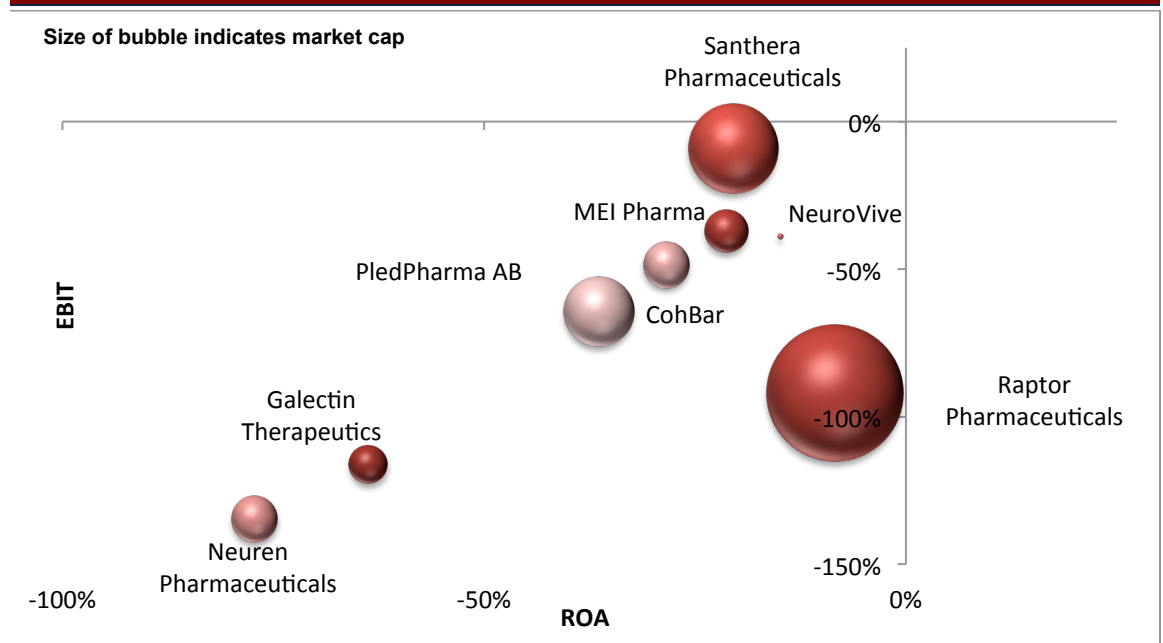 Size of bubble indicates market cap
Santhera
Pharmaceuticals
0%
MEI Pharma
NeuroVive
PledPharma AB
-50%
EBIT
CohBar
Raptor
Pharmaceuticals
Galectin
Therapeutics
-100%
Neuren
Pharmaceuticals
-150%
-100%
-50%
0%
ROA